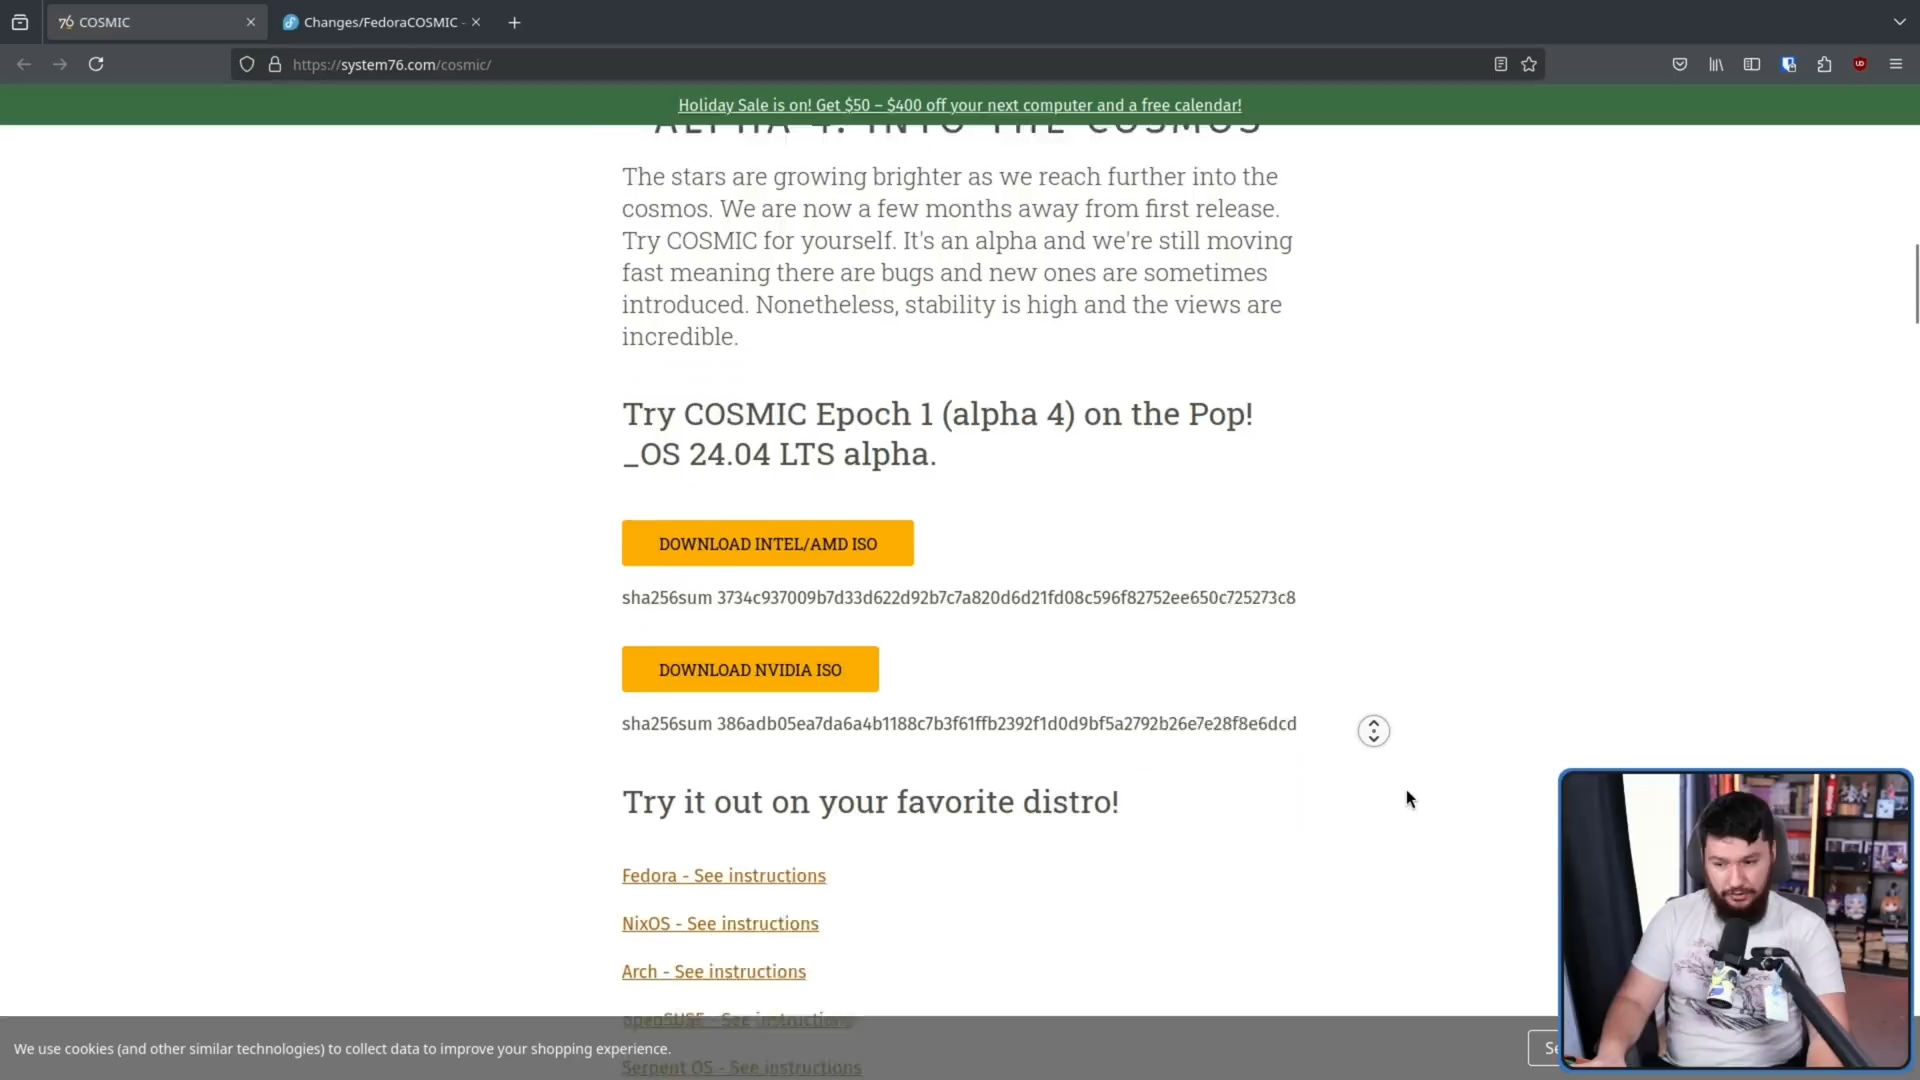 COSMIC
Changes/FedoraCOSMIC -
https://system76.com/cosmic/
Holiday Sale is on! Get $50 – $400 off your next computer and a free calendar!
ALPHA 4: INTO THE COSMOS
The stars are growing brighter as we reach further into the
cosmos. We are now a few months away from first release.
Try COSMIC for yourself. It's an alpha and we're still moving
fast meaning there are bugs and new ones are sometimes
introduced. Nonetheless, stability is high and the views are
incredible.
Try COSMIC Epoch 1 (alpha 4) on the Pop!
_OS 24.04 LTS alpha.
DOWNLOAD INTEL/AMD ISO
sha256sum 3734c937009b7d33d622d92b7c7a820d6d21fd08c596f82752ee650c725273c8
DOWNLOAD NVIDIA ISO
sha256sum 386adb05ea7da6a4b1188c7b3f61ffb2392f1d0d9bf5a2792b26e7e28f8e6dcd
Try it out on your favorite distro!
Fedora - See instructions
NixOS - See instructions
Arch - See instructions
openSUSE - See instructions
We use cookies (and other similar technologies) to collect data to improve your shopping experience.
Serpent OS - See instructions